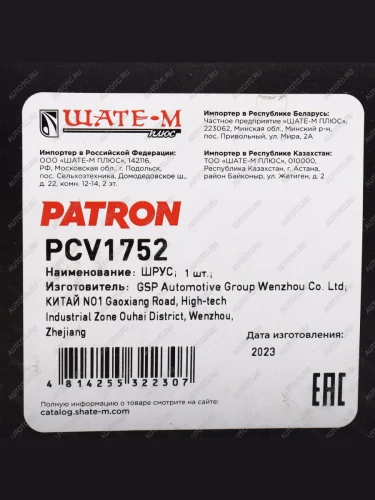 ШАТЕ-М
ПЛЮС
Импортер в Республике Беларусь:
Частное предприятие «ШАТЕ-М ПЛЮС»,
223062, Минская обл., Минский р-н,
пос. Привольный, ул. Мира, 2А
Импортер в Российской Федерации:
ООО «ШАТЕ-М ПЛЮС», 142116,
РФ, Московская обл., г. Подольск,
пос. Сельхозтехника, Домодедовское ш.,
д. 22, комн. 12-14, 2 эт.
Импортер в Республике Казахстан:
ТОО «ШАТЕ-М ПЛЮС», 010000,
Республика Казахстан, г. Астана,
район Байконыр, ул. Жетиген, д. 2
PATRON
PCV1752
Наименование: ШРУС; 1 шт.;
Изготовитель: GSP Automotive Group Wenzhou Co. Ltd,
КИТАЙ NO1 Gaoxiang Road, High-tech
Industrial Zone Ouhai District, Wenzhou,
Zhejiang
Дата изготовления:
2023
4 814255 322307
EAC
Полную информацию о товаре смотрите на сайте
catalog.shate-m.com
AUTOTC.RU